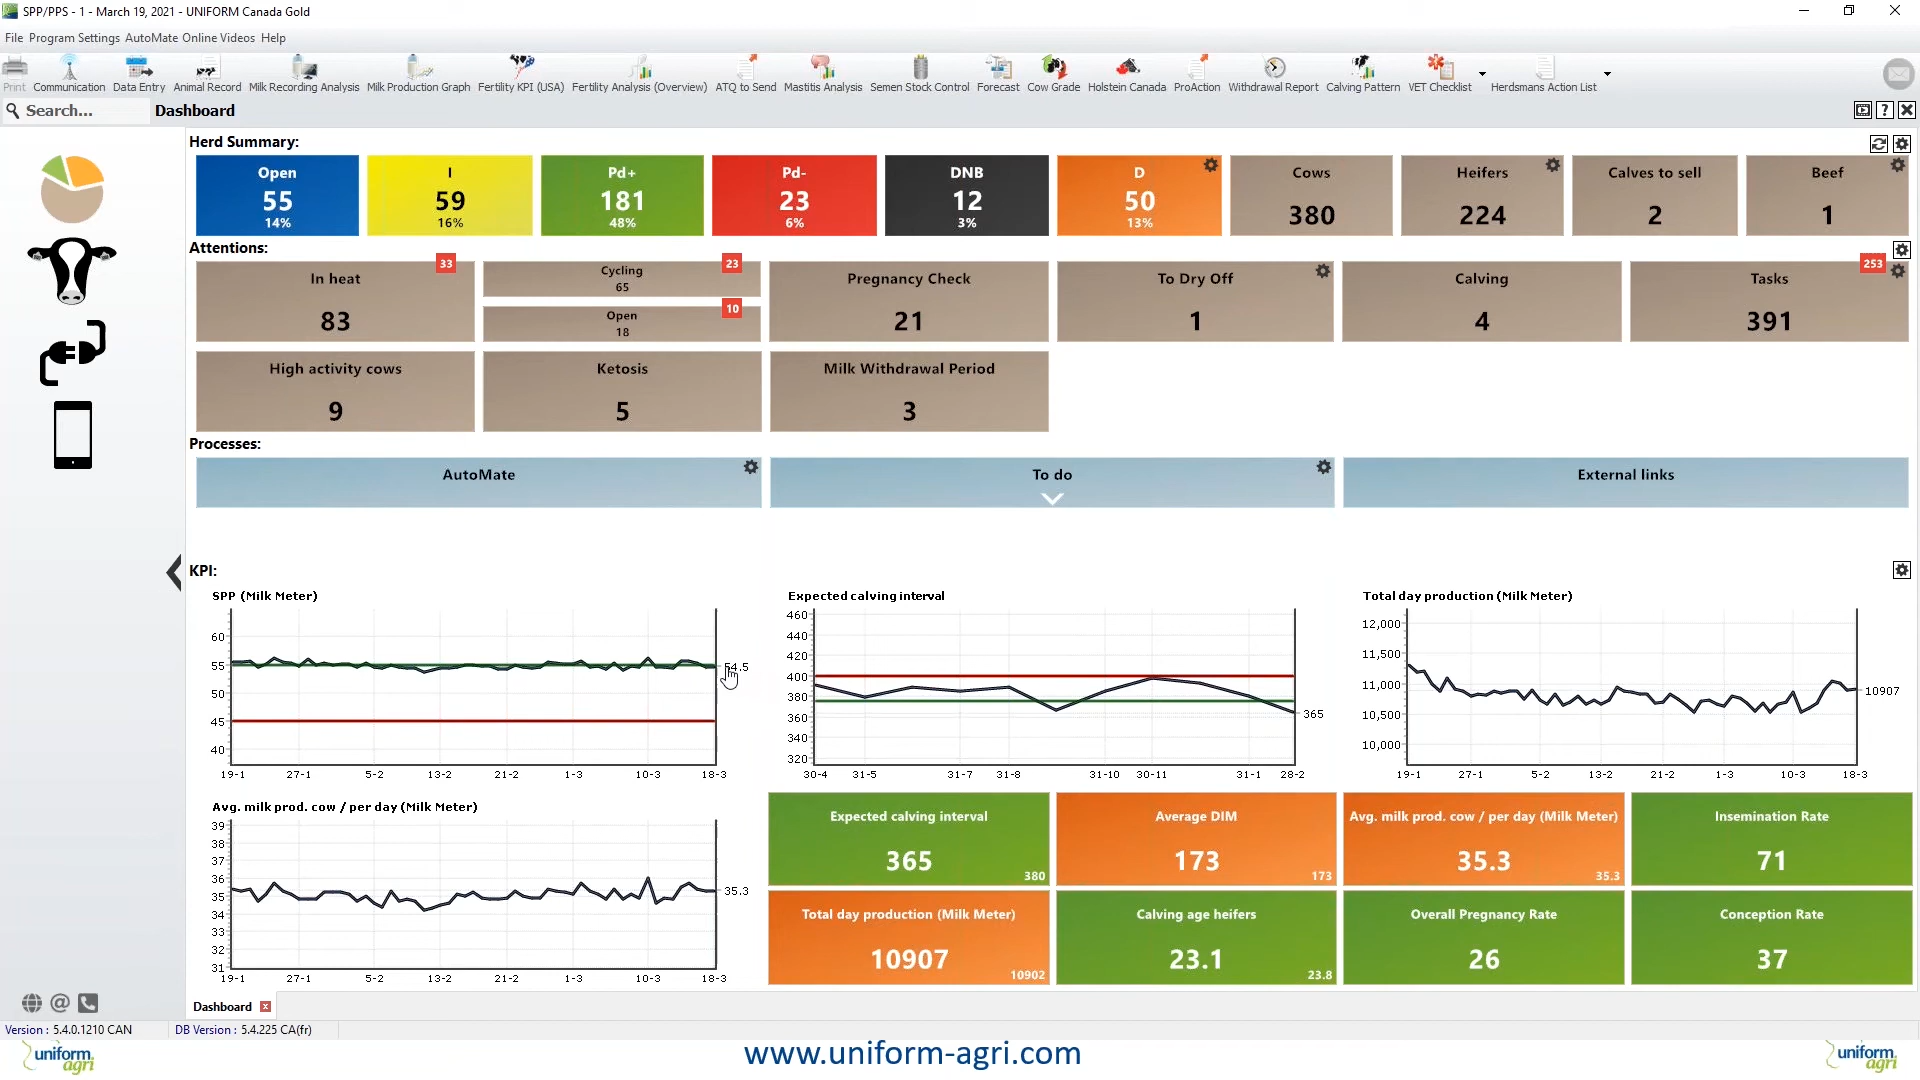 SPP/PPS - 1 - March 19, 2021 - UNIFORM Canada Gold
File Program Settings AutoMate Online Videos Help
Print Communication Data Entry Animal Record Milk Recording Analysis Milk Production Graph Fertility KPI (USA) Fertility Analysis (Overview) ATQ to Send Mastitis Analysis Semen Stock Control Forecast Cow Grade Holstein Canada ProAction Withdrawal Report Calving Pattern VET Checklist Herdsmans Action List
Search... Dashboard
Herd Summary:
Open I Pd+ Pd- DNB D Cows Heifers Calves to sell Beef
55 59 181 23 12 50 380 224 2 1
14% 16% 48% 6% 3% 13%
Attentions:
33 23 253
In heat Cycling Pregnancy Check To Dry Off Calving Tasks
65
10
Open
83 18 21 1 4 391
High activity cows Ketosis Milk Withdrawal Period
9 5 3
Processes:
AutoMate To do External links
KPI:
SPP (Milk Meter)
60
55
50
45
40
54.5
19-1 27-1 5-2 13-2 21-2 1-3 10-3 18-3
Expected calving interval
460
440
420
400
380
360
340
320
365
30-4 31-5 31-7 31-8 31-10 30-11 31-1 28-2
Total day production (Milk Meter)
12,000
11,500
11,000
10,500
10,000
10907
19-1 27-1 5-2 13-2 21-2 1-3 10-3 18-3
Avg. milk prod. cow / per day (Milk Meter)
39
38
37
36
35
34
33
32
31
35.3
19-1 27-1 5-2 13-2 21-2 1-3 10-3 18-3
Expected calving interval Average DIM Avg. milk prod. cow / per day (Milk Meter) Insemination Rate
365 173 35.3 71
380 173 35.3
Total day production (Milk Meter) Calving age heifers Overall Pregnancy Rate Conception Rate
10907 23.1 26 37
10902 23.8
Dashboard
Version : 5.4.0.1210 CAN DB Version : 5.4.225 CA(fr)
uniform agri www.uniform-agri.com uniform agri